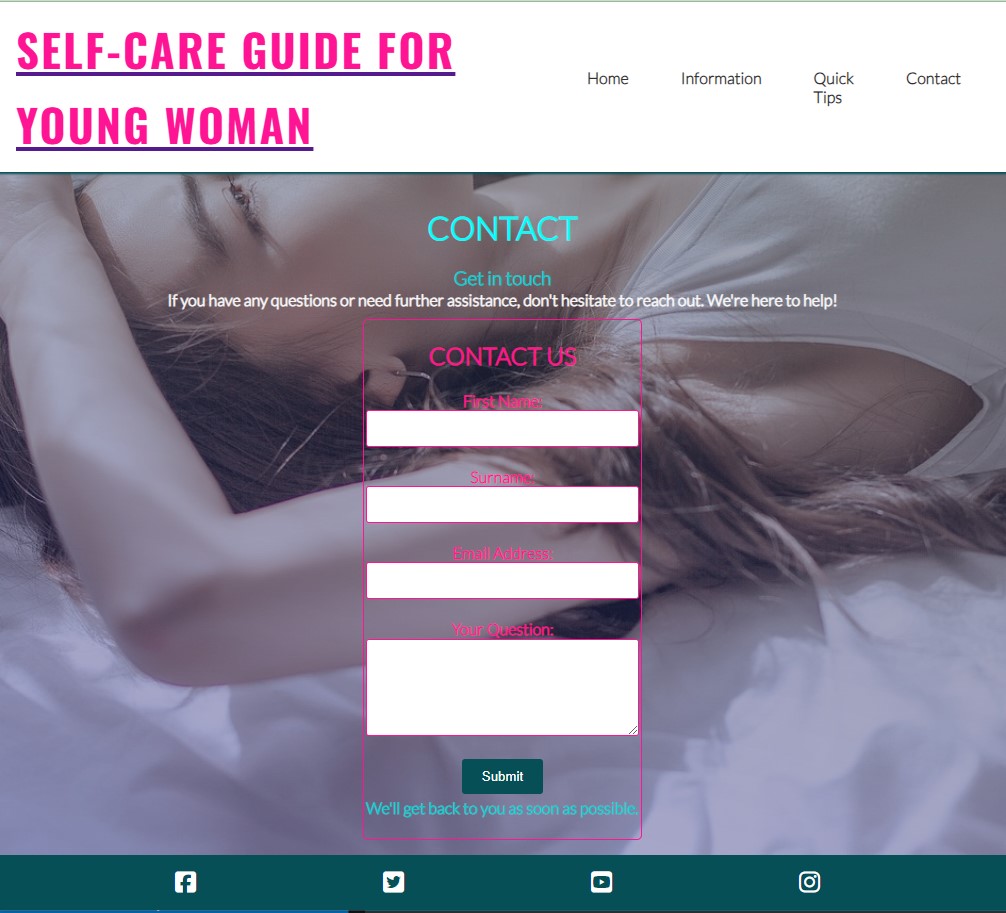 SELF-CARE GUIDE FOR
YOUNG WOMAN
Home
Information
Quick
Tips
Contact
CONTACT
Get in touch
If you have any questions or need further assistance, don't hesitate to reach out. We're here to help!
CONTACT US
First Name:
Surname:
Email Address:
Your Question:
Submit
We'll get back to you as soon as possible.